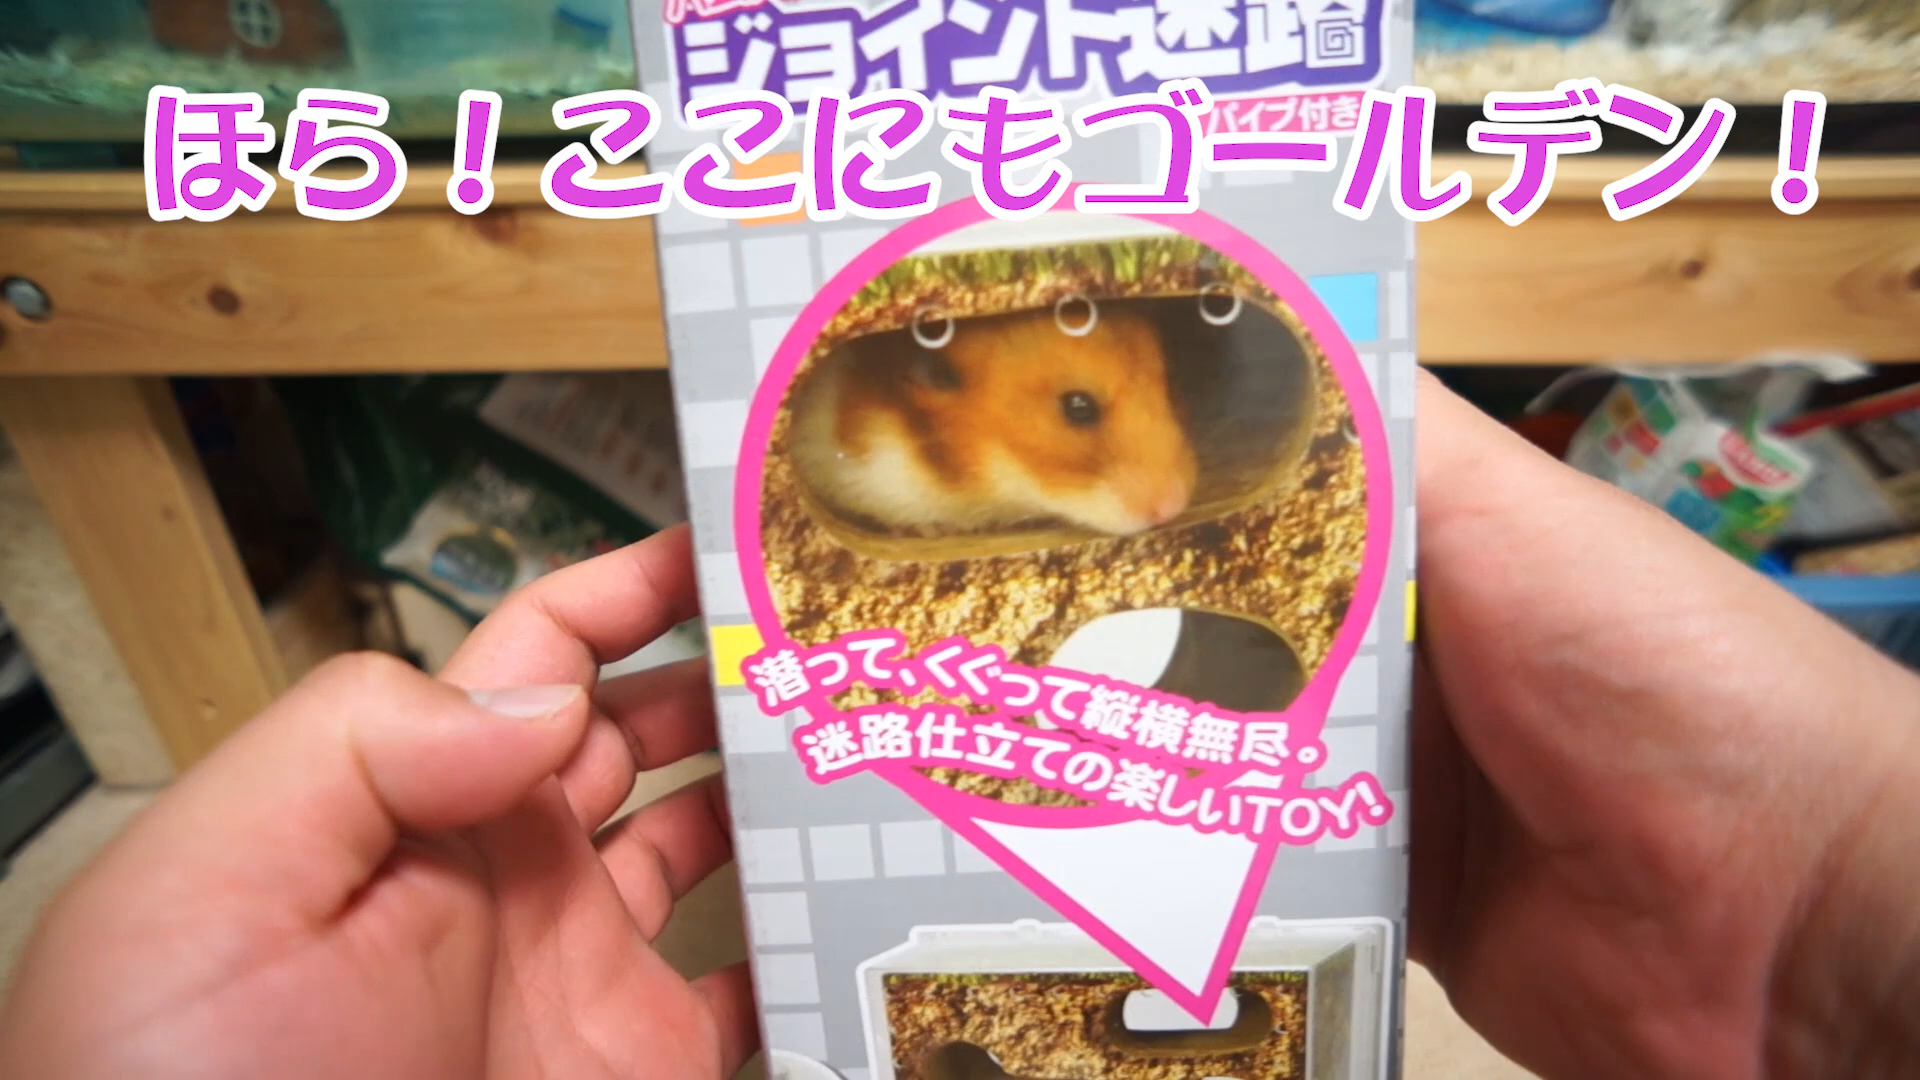 ジョイント迷路
パイプ付き
ほら！ここにもゴールデン！
潜って、くぐって縦横無尽。
迷路仕立ての楽しいTOY!